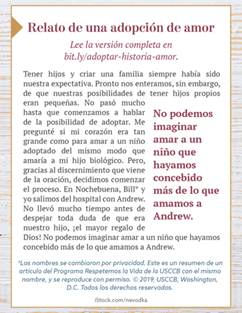 Relato de una adopción de amor
Lee la versión completa en
bit.ly/adoptar-historia-amor.
Tener hijos y criar una familia siempre había sido
nuestra expectativa. Pronto nos enteramos, sin embargo,
de que nuestras posibilidades de tener hijos propios
eran pequeñas. No pasó mucho
hasta que comenzamos a hablar
de la posibilidad de adoptar. Me
pregunté si mi corazón era tan
grande como para amar a un niño
adoptado del mismo modo que
amaría a mi hijo biológico. Pero,
gracias al discernimiento que viene
de la oración, decidimos comenzar
el proceso. En Nochebuena, Bill* y
yo salimos del hospital con Andrew.
No llevó mucho tiempo antes de
despejar toda duda de que era
nuestro hijo, ¡el mayor regalo de
Dios! No podemos imaginar amar a un niño que hayamos
concebido más de lo que amamos a Andrew.
No podemos
imaginar
amar a un
niño que
hayamos
concebido
más de lo que
amamos a
Andrew.
*Los nombres se cambiaron por privacidad. Este es un resumen de un
artículo del Programa Respetemos la Vida de la USCCB con el mismo
nombre, y se reproduce con permiso. © 2019, USCCB, Washington,
D.C. Todos los derechos reservados.
iStock.com/nevodka.